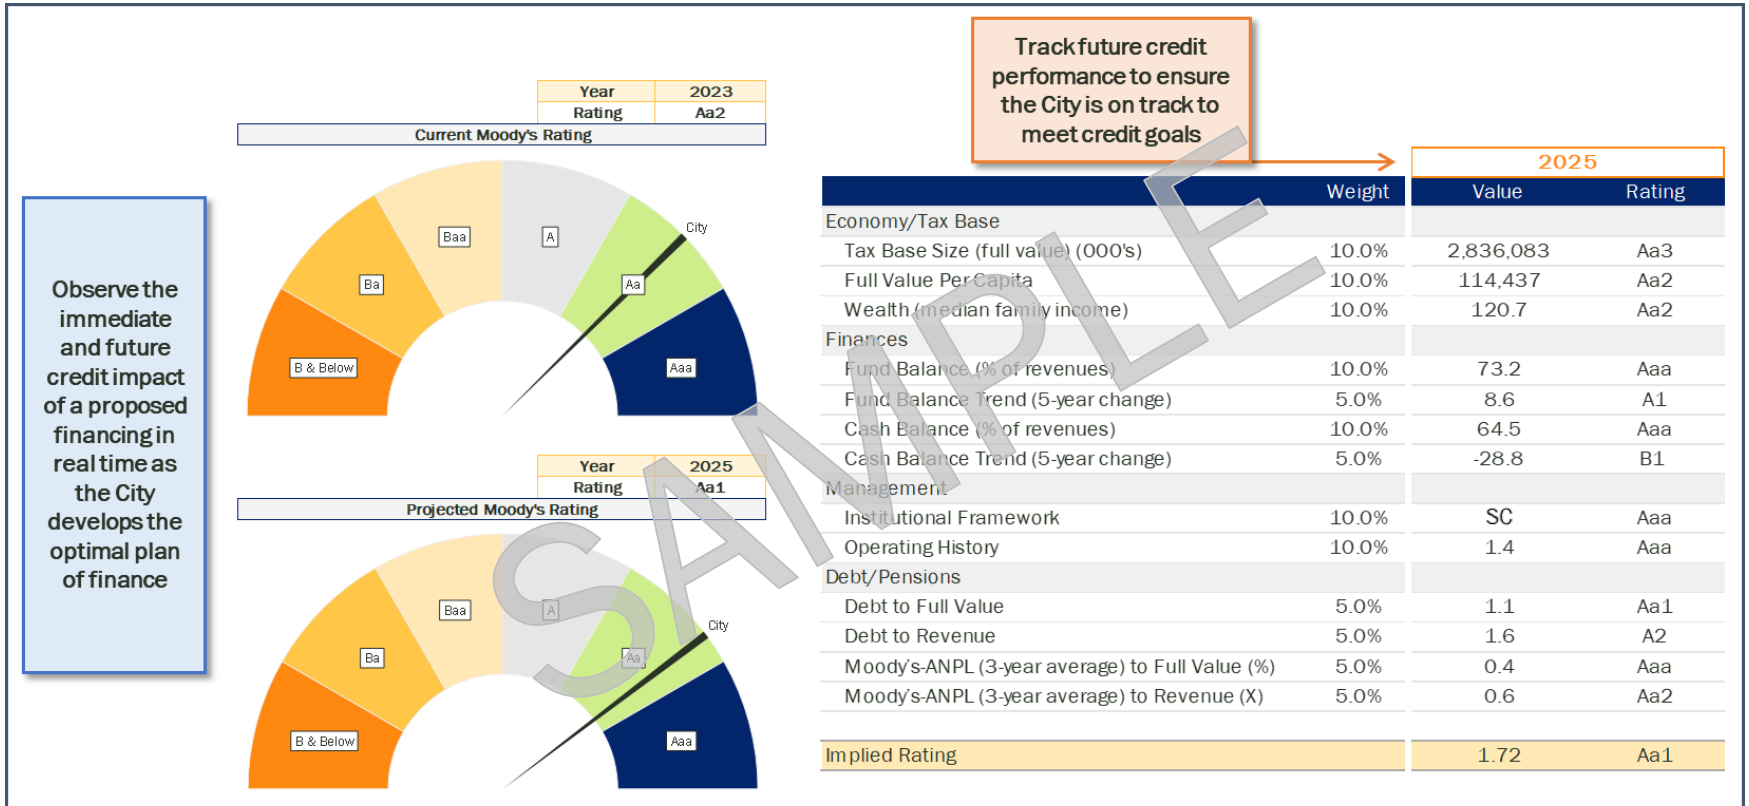 Observe the
immediate
and future
credit impact
of a proposed
financing in
real time as
the City
develops the
optimal plan
of finance
Year 2023
Rating Aa2
Current Moody's Rating
B & Below
Ba
Baa
A
Aa
Aaa
City
Year 2025
Rating Aa1
Projected Moody's Rating
B & Below
Ba
Baa
A
Aa
Aaa
City
Track future credit
performance to ensure
the City is on track to
meet credit goals
2025
Weight Value Rating
Economy/Tax Base
Tax Base Size (full value) (000's) 10.0% 2,836,083 Aa3
Full Value Per Capita 10.0% 114,437 Aa2
Wealth (median family income) 10.0% 120.7 Aa2
Finances
Fund Balance (% of revenues) 10.0% 73.2 Aaa
Fund Balance Trend (5-year change) 5.0% 8.6 A1
Cash Balance (% of revenues) 10.0% 64.5 Aaa
Cash Balance Trend (5-year change) 5.0% -28.8 B1
Management
Institutional Framework 10.0% SC Aaa
Operating History 10.0% 1.4 Aaa
Debt/Pensions
Debt to Full Value 5.0% 1.1 Aa1
Debt to Revenue 5.0% 1.6 A2
Moody's-ANPL (3-year average) to Full Value (%) 5.0% 0.4 Aaa
Moody's-ANPL (3-year average) to Revenue (X) 5.0% 0.6 Aa2
Implied Rating 1.72 Aa1
SAMPLE